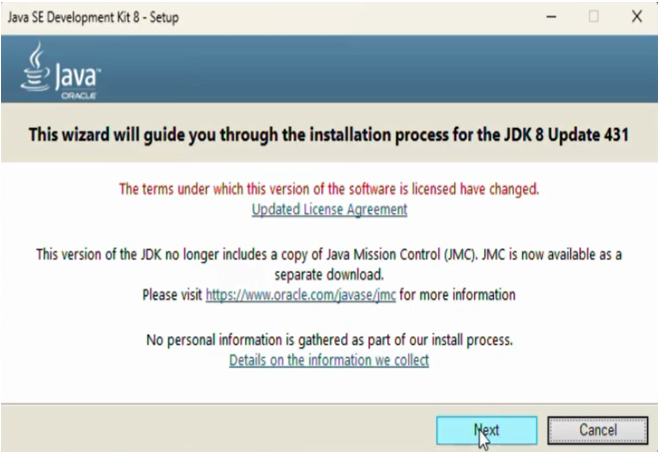 Java SE Development Kit 8 - Setup
Java
ORACLE
This wizard will guide you through the installation process for the JDK 8 Update 431
The terms under which this version of the software is licensed have changed.
Updated License Agreement
This version of the JDK no longer includes a copy of Java Mission Control (JMC). JMC is now available as a
separate download.
Please visit https://www.oracle.com/javase/jmc for more information
No personal information is gathered as part of our install process.
Details on the information we collect
Next
Cancel